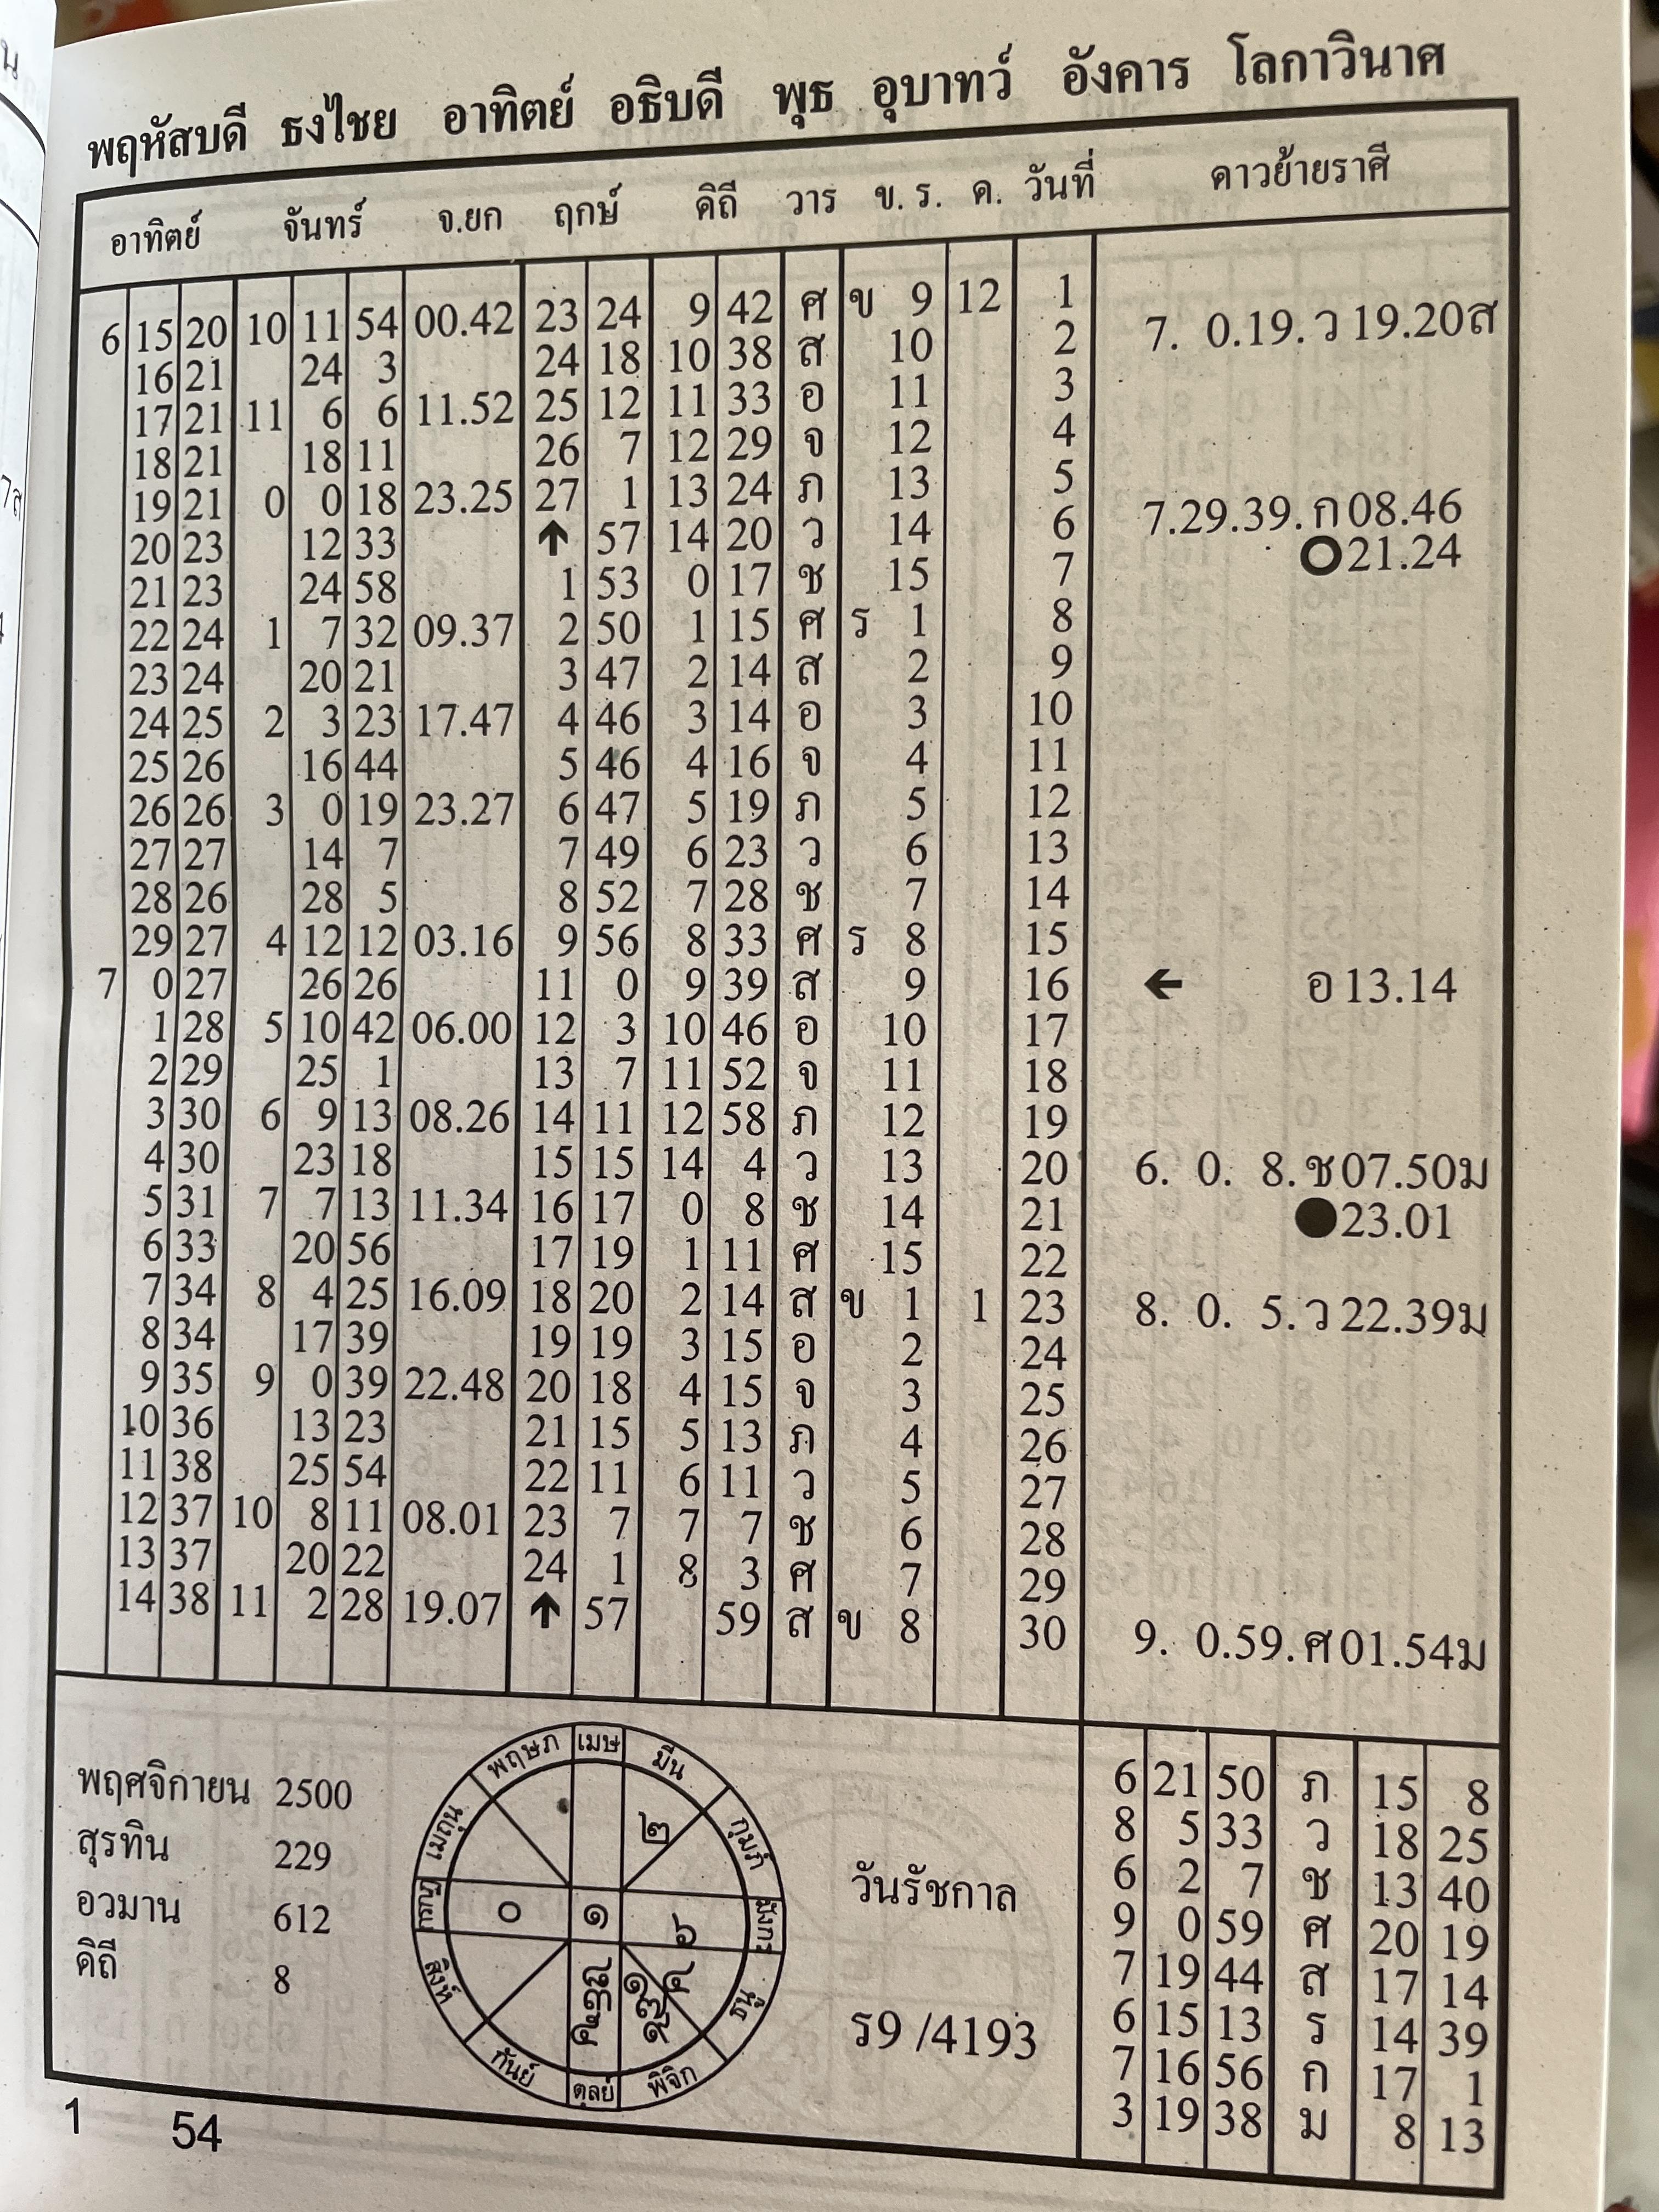 พฤหัสบดี ธงไชย อาทิตย์ อธิบดี พุธ อุบาทว์ อังคาร โลกาวินาศ
อาทิตย์ จันทร์ จ.ยก ฤกษ์ ดิถี วาร ข. ร. ค. วันที่ ดาวย้ายราศี
6 15 20 10 11 54 00.42 23 24 9 42 ศ ข 9 12 1
16 21 24 3 24 18 10 38 ส 10 2 7. 0.19. ว 19.20ส
17 21 11 6 6 11.52 25 12 11 33 อ 11 3
18 21 18 11 26 7 12 29 จ 12 4
19 21 0 0 18 23.25 27 1 13 24 ภ 13 5
20 23 12 33 ↑ 57 14 20 ว 14 6 7.29.39. ก 08.46
21 23 24 58 1 53 0 17 ช 15 7 ○ 21.24
22 24 1 7 32 09.37 2 50 1 15 ศ ร 1 8
23 24 20 21 3 47 2 14 ส 2 9
24 25 2 3 23 17.47 4 46 3 14 อ 3 10
25 26 16 44 5 46 4 16 จ 4 11
26 26 3 0 19 23.27 6 47 5 19 ภ 5 12
27 27 14 7 7 49 6 23 ว 6 13
28 26 28 5 8 52 7 28 ช 7 14
29 27 4 12 12 03.16 9 56 8 33 ศ ร 8 15
7 0 27 26 26 11 0 9 39 ส 9 16 ← อ 13.14
1 28 5 10 42 06.00 12 3 10 46 อ 10 17
2 29 25 1 13 7 11 52 จ 11 18
3 30 6 9 13 08.26 14 11 12 58 ภ 12 19
4 30 23 18 15 15 14 4 ว 13 20 6. 0. 8. ช 07.50ม
5 31 7 7 13 11.34 16 17 0 8 ช 14 21 ● 23.01
6 33 20 56 17 19 1 11 ศ 15 22
7 34 8 4 25 16.09 18 20 2 14 ส ข 1 1 23 8. 0. 5. ว 22.39ม
8 34 17 39 19 19 3 15 อ 2 24
9 35 9 0 39 22.48 20 18 4 15 จ 3 25
10 36 13 23 21 15 5 13 ภ 4 26
11 38 25 54 22 11 6 11 ว 5 27
12 37 10 8 11 08.01 23 7 7 7 ช 6 28
13 37 20 22 24 1 8 3 ศ 7 29
14 38 11 2 28 19.07 ↑ 57 59 ส ข 8 30 9. 0.59. ศ 01.54ม
พฤศจิกายน 2500
สุรทิน 229
อวมาน 612
ดิถี 8
เมษ
พฤษภ
เมถุน
กรกฎ
สิงห์
กันย์
ตุลย์
พิจิก
ธนู
มังกร
กุมภ์
มีน
๒
๐
๑
วันรัชกาล
ร9 /4193
6 21 50 ภ 15 8
8 5 33 ว 18 25
6 2 7 ช 13 40
9 0 59 ศ 20 19
7 19 44 ส 17 14
6 15 13 ร 14 39
7 16 56 ก 17 1
3 19 38 ม 8 13
1 54